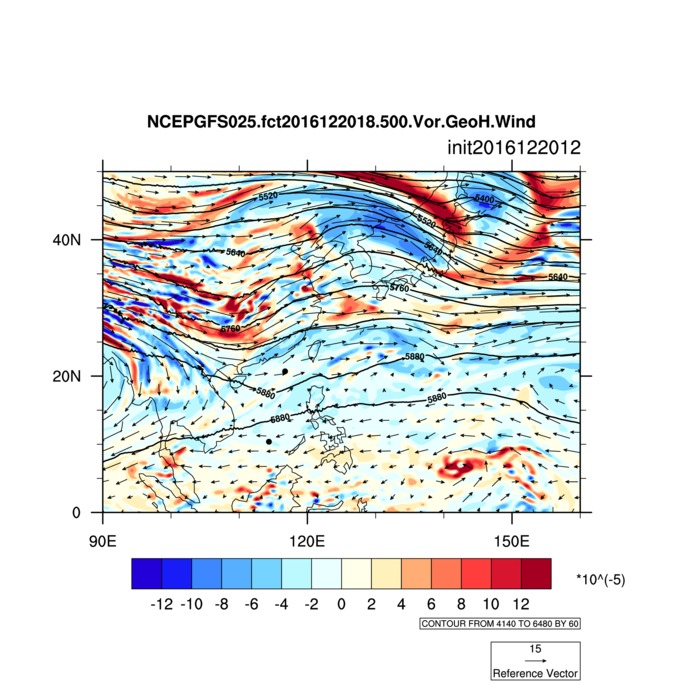 NCEPGFS025.fct2016122018.500.Vor.GeoH.Wind
init2016122012
5520
5400
5520
40N
5640
5640
5640
5760
5760
5880
20N
5880
5880
5880
0
90E 120E 150E
-12 -10 -8 -6 -4 -2 0 2 4 6 8 10 12
*10^(-5)
CONTOUR FROM 4140 TO 6480 BY 60
15
Reference Vector